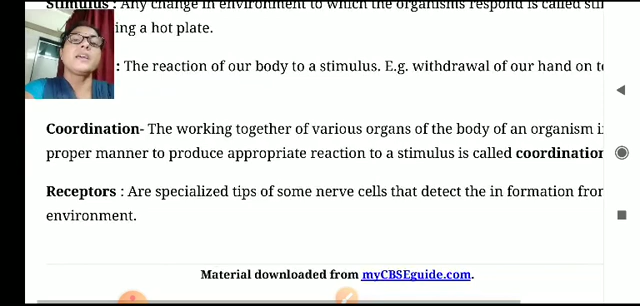 Stimulus : Any change in environment to which the organisms respond is called
ing a hot plate.
: The reaction of our body to a stimulus. E.g. withdrawal of our hand on
Coordination- The working together of various organs of the body of an organism
proper manner to produce appropriate reaction to a stimulus is called coordination
Receptors : Are specialized tips of some nerve cells that detect the in formation
environment.
Material downloaded from myCBSEguide.com.